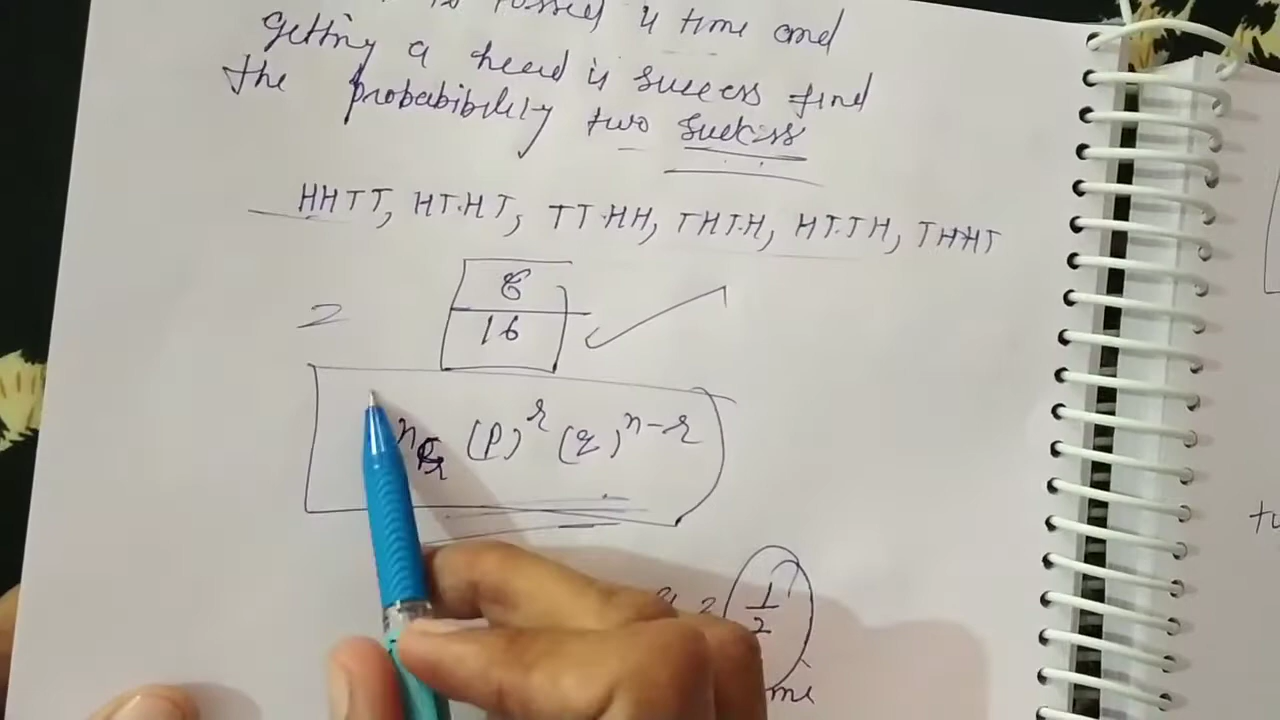 tossed 4 time and
getting a head is success find
the probability two success
HHTT, HTHT, TTHH, THTH, HTTH, THHT
= 6/16
nCr (p)^r (q)^n-r
1/2